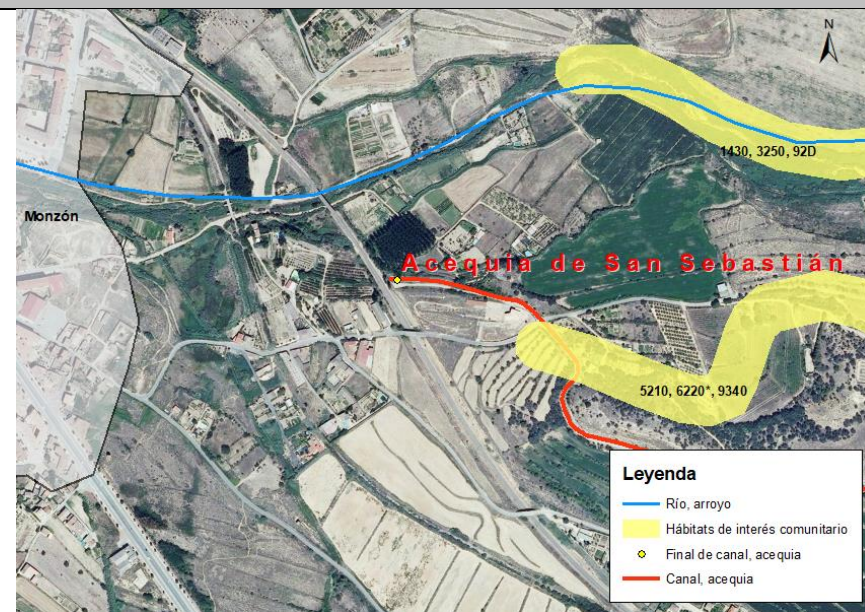 N
1430, 3250, 92D
Monzón
Acequia de San Sebastián
5210, 6220*, 9340
Leyenda
Río, arroyo
Hábitats de interés comunitario
Final de canal, acequia
Canal, acequia